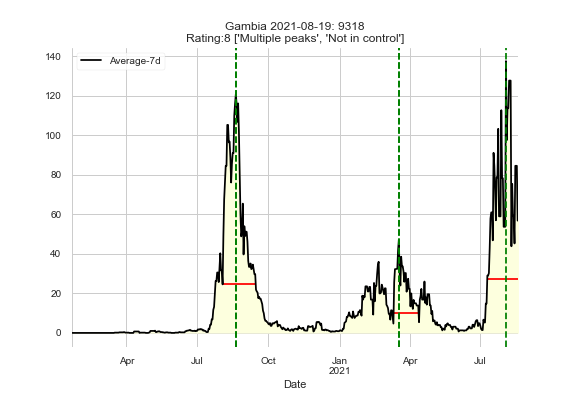 Gambia 2021-08-19: 9318
Rating:8 ['Multiple peaks', 'Not in control']
Average-7d
140
120
100
80
60
40
20
0
Apr
Jul
Oct
Jan
2021
Apr
Jul
Date